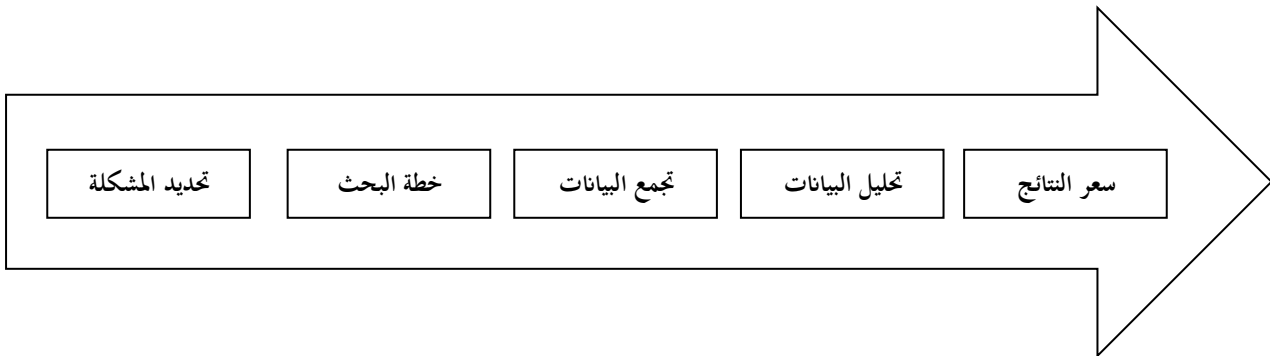 تحديد المشكلة
خطة البحث
تجمع البيانات
تحليل البيانات
سعر النتائج